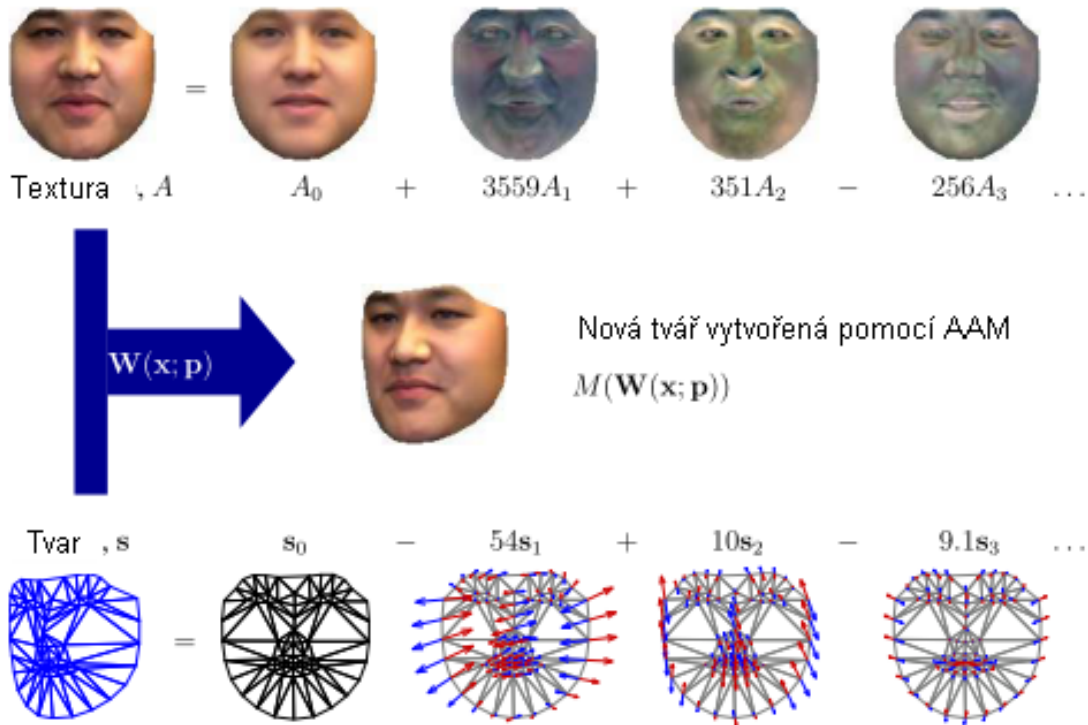 =
Textura , A A₀ + 3559A₁ + 351A₂ − 256A₃ ...
Nová tvář vytvořená pomocí AAM
W(x; p)
M(W(x; p))
Tvar , s s₀ − 54s₁ + 10s₂ − 9.1s₃ ...
=